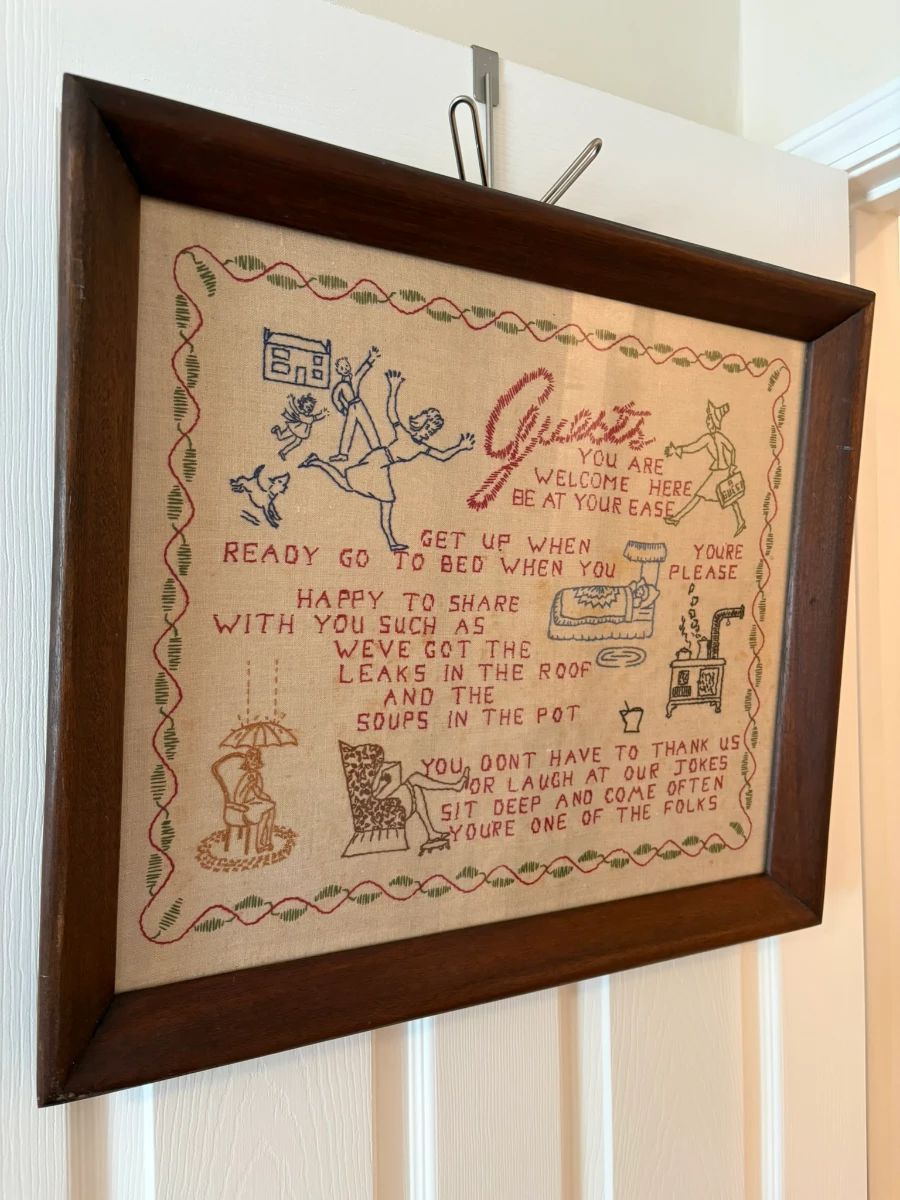 Guests
YOU ARE
WELCOME HERE
BE AT YOUR EASE
A GUEST
GET UP WHEN YOURE
READY GO TO BED WHEN YOU PLEASE
HAPPY TO SHARE
WITH YOU SUCH AS
WEVE GOT THE
LEAKS IN THE ROOF
AND THE
SOUPS IN THE POT
YOU DONT HAVE TO THANK US
OR LAUGH AT OUR JOKES
SIT DEEP AND COME OFTEN
YOURE ONE OF THE FOLKS